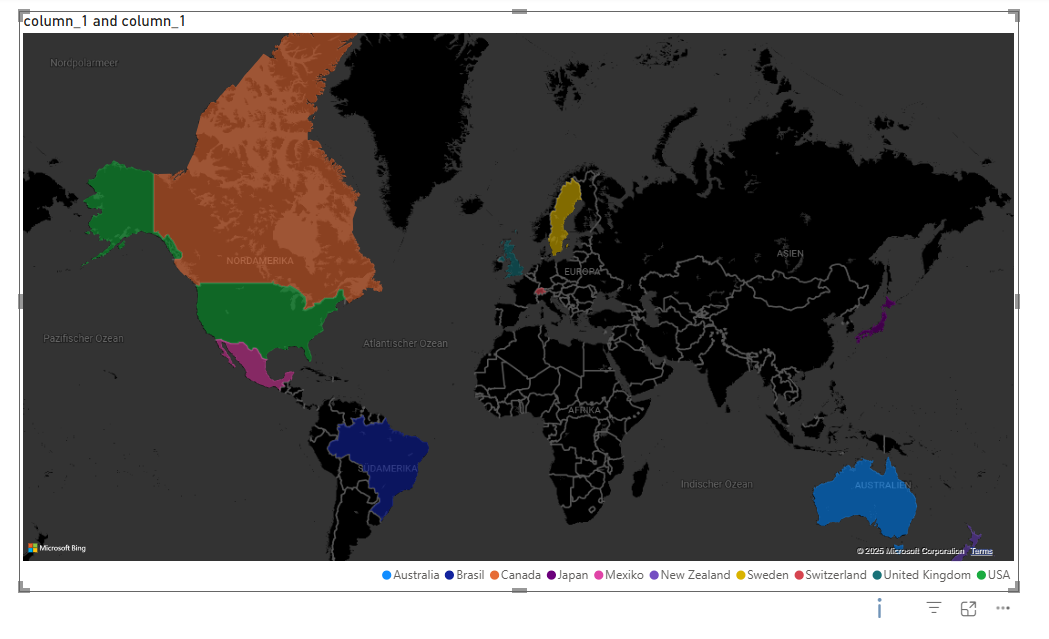 column_1 and column_1
Nordpolarmeer
NORDAMERIKA
EUROPA
ASIEN
Pazifischer Ozean
Atlantischer Ozean
AFRIKA
SÜDAMERIKA
Indischer Ozean
AUSTRALIEN
Microsoft Bing
© 2025 Microsoft Corporation Terms
Australia Brasil Canada Japan Mexiko New Zealand Sweden Switzerland United Kingdom USA